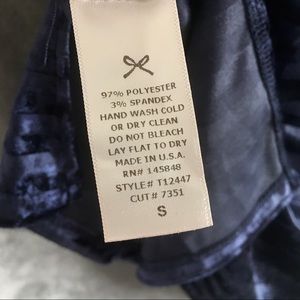 97% POLYESTER
3% SPANDEX
HAND WASH COLD
OR DRY CLEAN
DO NOT BLEACH
LAY FLAT TO DRY
MADE IN U.S.A.
RN# 145848
STYLE# T12447
CUT# 7351
S